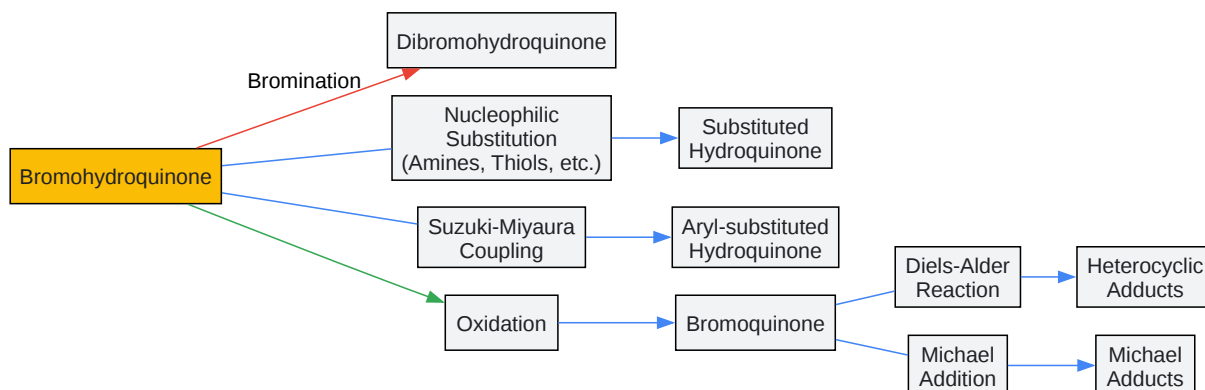 Dibromohydroquinone
Bromination
Nucleophilic
Substitution
(Amines, Thiols, etc.)
Substituted
Hydroquinone
Bromohydroquinone
Suzuki-Miyaura
Coupling
Aryl-substituted
Hydroquinone
Oxidation
Bromoquinone
Diels-Alder
Reaction
Heterocyclic
Adducts
Michael
Addition
Michael
Adducts